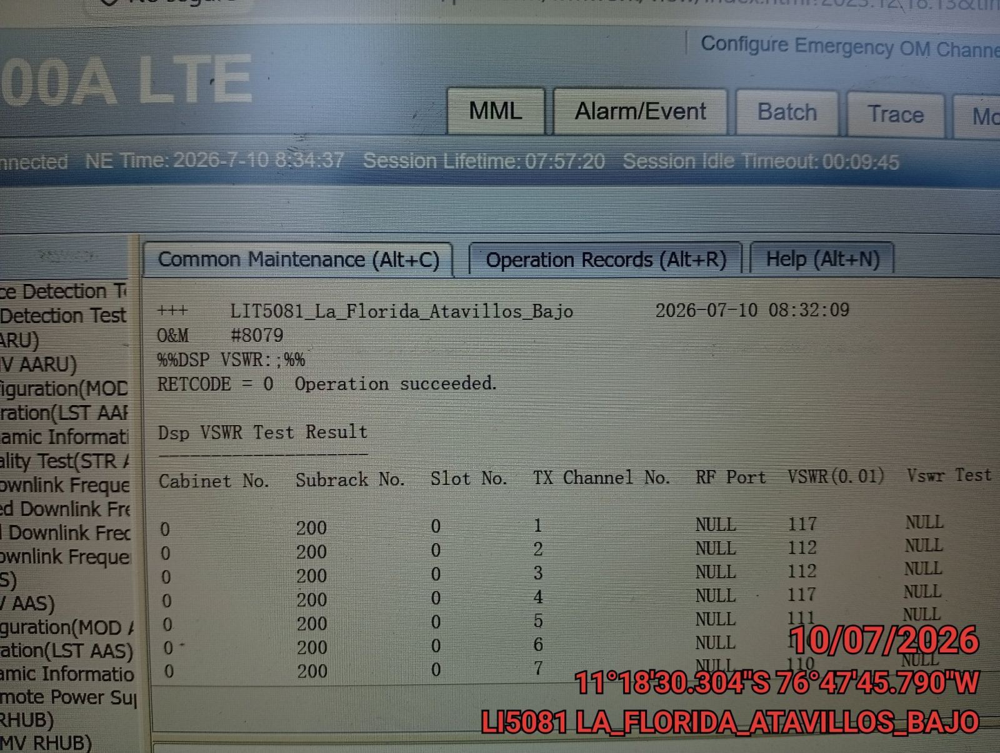 Configure Emergency OM Channe
00A LTE
MML Alarm/Event Batch Trace Mo
nnected NE Time: 2026-7-10 8:34:37 Session Lifetime: 07:57:20 Session Idle Timeout: 00:09:45
Common Maintenance (Alt+C) Operation Records (Alt+R) Help (Alt+N)
ce Detection T
Detection Test
ARU)
V AARU)
iguration(MOD
ration(LST AAR
amic Informati
ality Test(STR A
ownlink Freque
ed Downlink Fre
l Downlink Frec
ownlink Freque
S)
/ AAS)
guration(MOD A
ation(LST AAS)
amic Informatio
mote Power Sup
RHUB)
MV RHUB)
+++ LIT5081_La_Florida_Atavillos_Bajo 2026-07-10 08:32:09
O&M #8079
%%DSP VSWR:;%%
RETCODE = 0 Operation succeeded.
Dsp VSWR Test Result
--------------------
Cabinet No. Subrack No. Slot No. TX Channel No. RF Port VSWR(0.01) Vswr Test
0 200 0 1 NULL 117 NULL
0 200 0 2 NULL 112 NULL
0 200 0 3 NULL 112 NULL
0 200 0 4 NULL 117 NULL
0 200 0 5 NULL 111 NULL
0 200 0 6 NULL
0 200 0 7 NULL 110 NULL
10/07/2026
11°18'30.304"S 76°47'45.790"W
LI5081 LA_FLORIDA_ATAVILLOS_BAJO